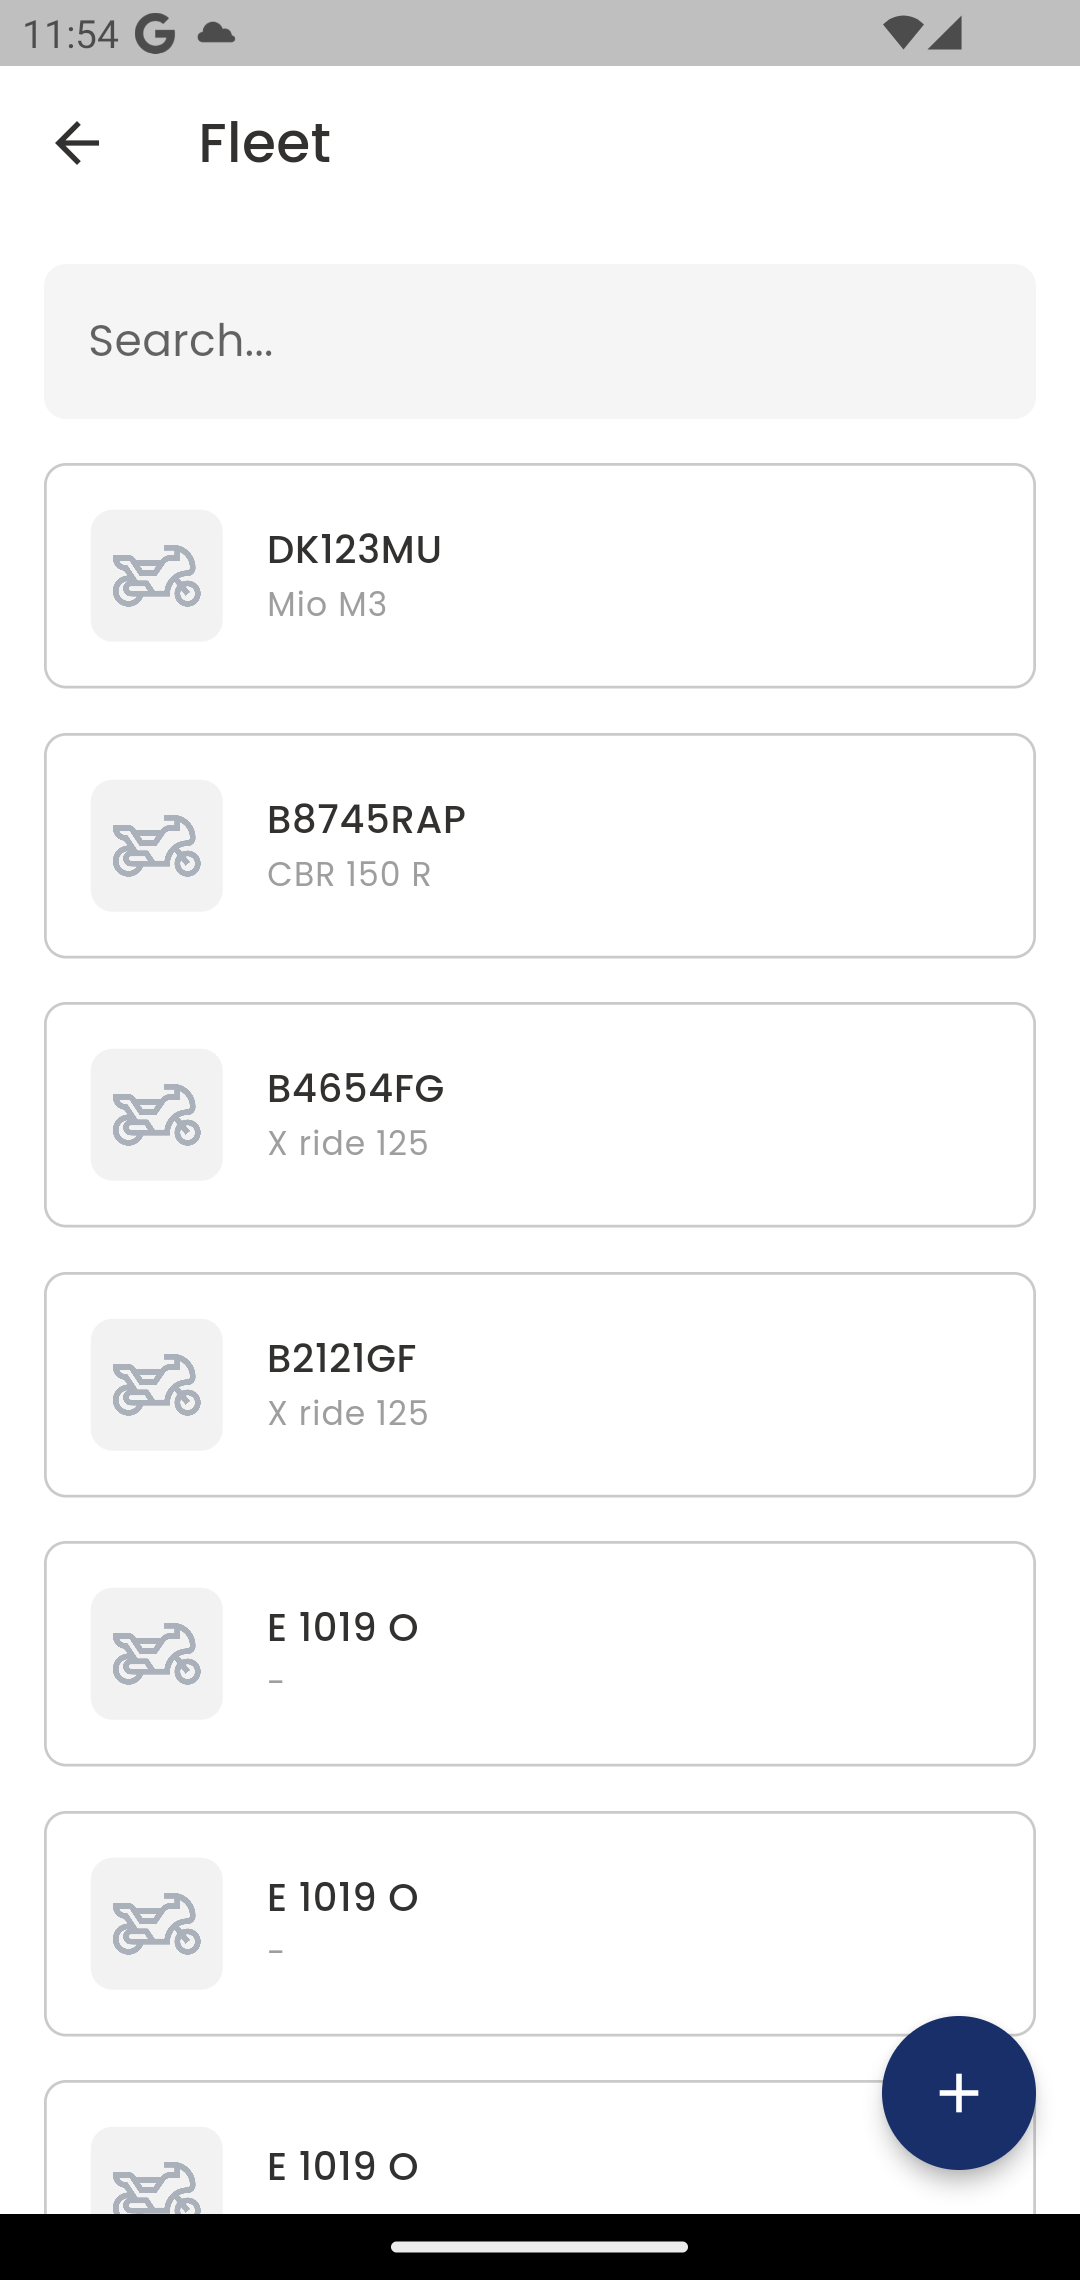 11:54
Fleet
Search...
DK123MU
Mio M3
B8745RAP
CBR 150 R
B4654FG
X ride 125
B2121GF
X ride 125
E 1019 O
-
E 1019 O
-
E 1019 O